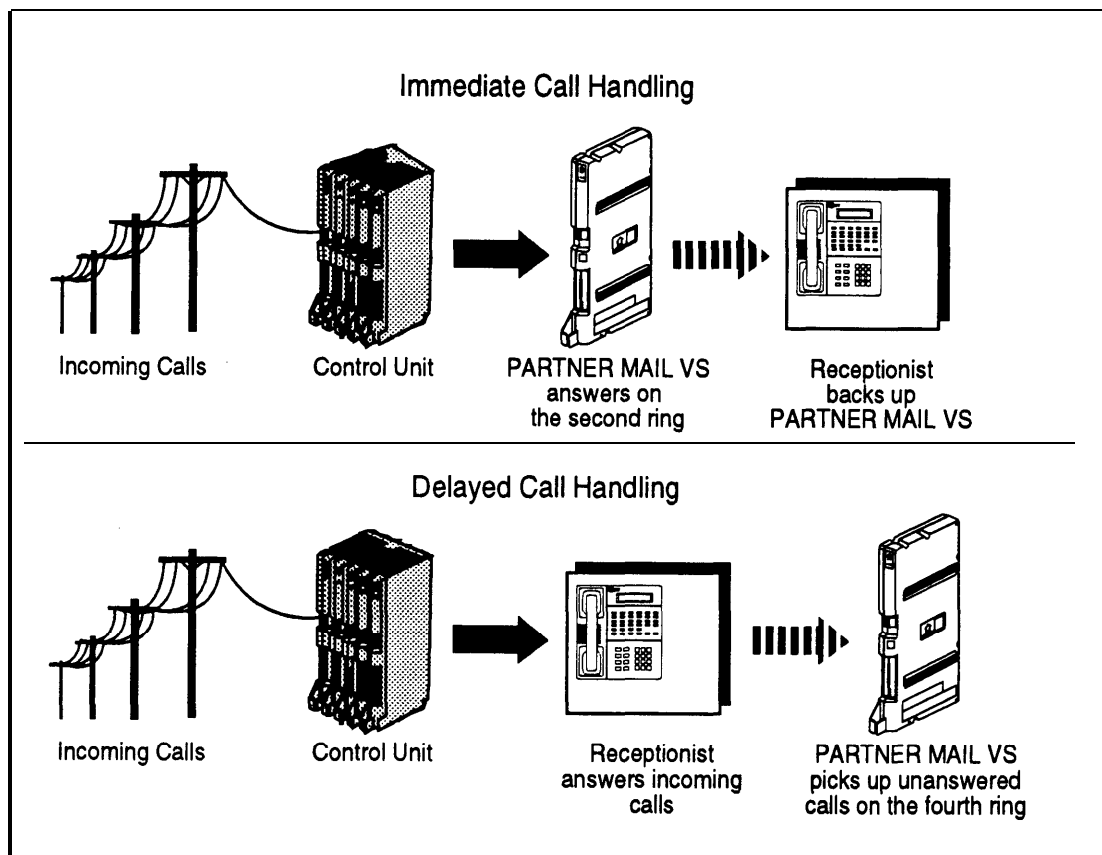 Immediate Call Handling
Incoming Calls
Control Unit
PARTNER MAIL VS
answers on
the second ring
Receptionist
backs up
PARTNER MAIL VS
Delayed Call Handling
Incoming Calls
Control Unit
Receptionist
answers incoming
calls
PARTNER MAIL VS
picks up unanswered
calls on the fourth ring